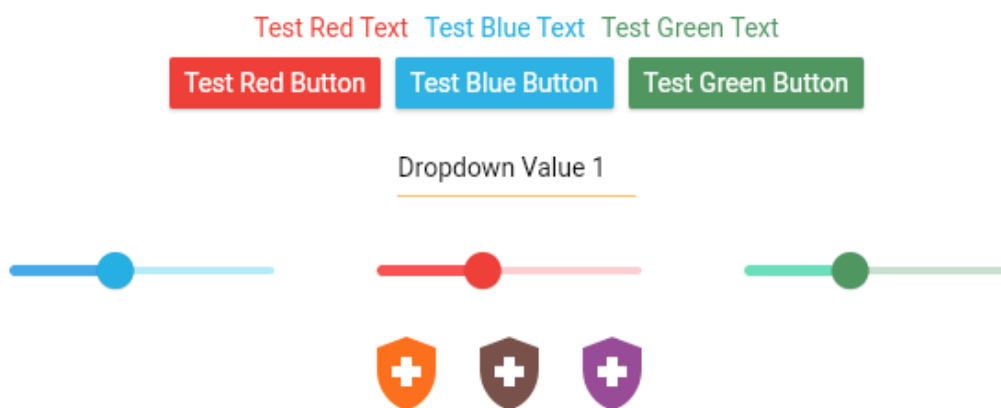 Test Red Text Test Blue Text Test Green Text
Test Red Button Test Blue Button Test Green Button
Dropdown Value 1